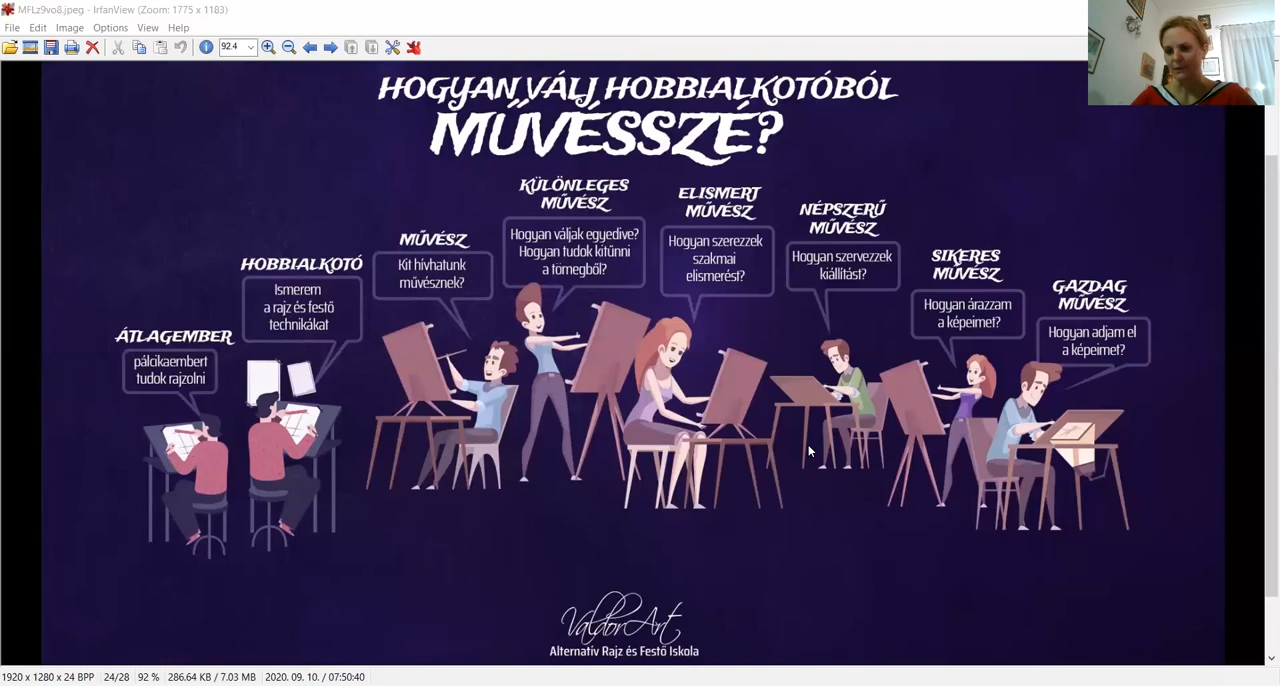 MFLz9vo8.jpeg - IrfanView (Zoom: 1775 x 1183)
File Edit Image Options View Help
92.4
HOGYAN VÁLJ HOBBIALKOTÓBÓL
MŰVÉSSZÉ?
ÁTLAGEMBER
pálcikaembert
tudok rajzolni
HOBBIALKOTÓ
Ismerem
a rajz és festő
technikákat
MŰVÉSZ
Kit hívhatunk
művésznek?
KÜLÖNLEGES
MŰVÉSZ
Hogyan váljak egyedivé?
Hogyan tudok kitűnni
a tömegből?
ELISMERT
MŰVÉSZ
Hogyan szerezzek
szakmai
elismerést?
NÉPSZERŰ
MŰVÉSZ
Hogyan szervezzek
kiállítást?
SIKERES
MŰVÉSZ
Hogyan árazzam
a képeimet?
GAZDAG
MŰVÉSZ
Hogyan adjam el
a képeimet?
ValdorArt
Alternatív Rajz és Festő Iskola
1920 x 1280 x 24 BPP 24/28 92 % 286.64 KB / 7.03 MB 2020. 09. 10. / 07:50:40